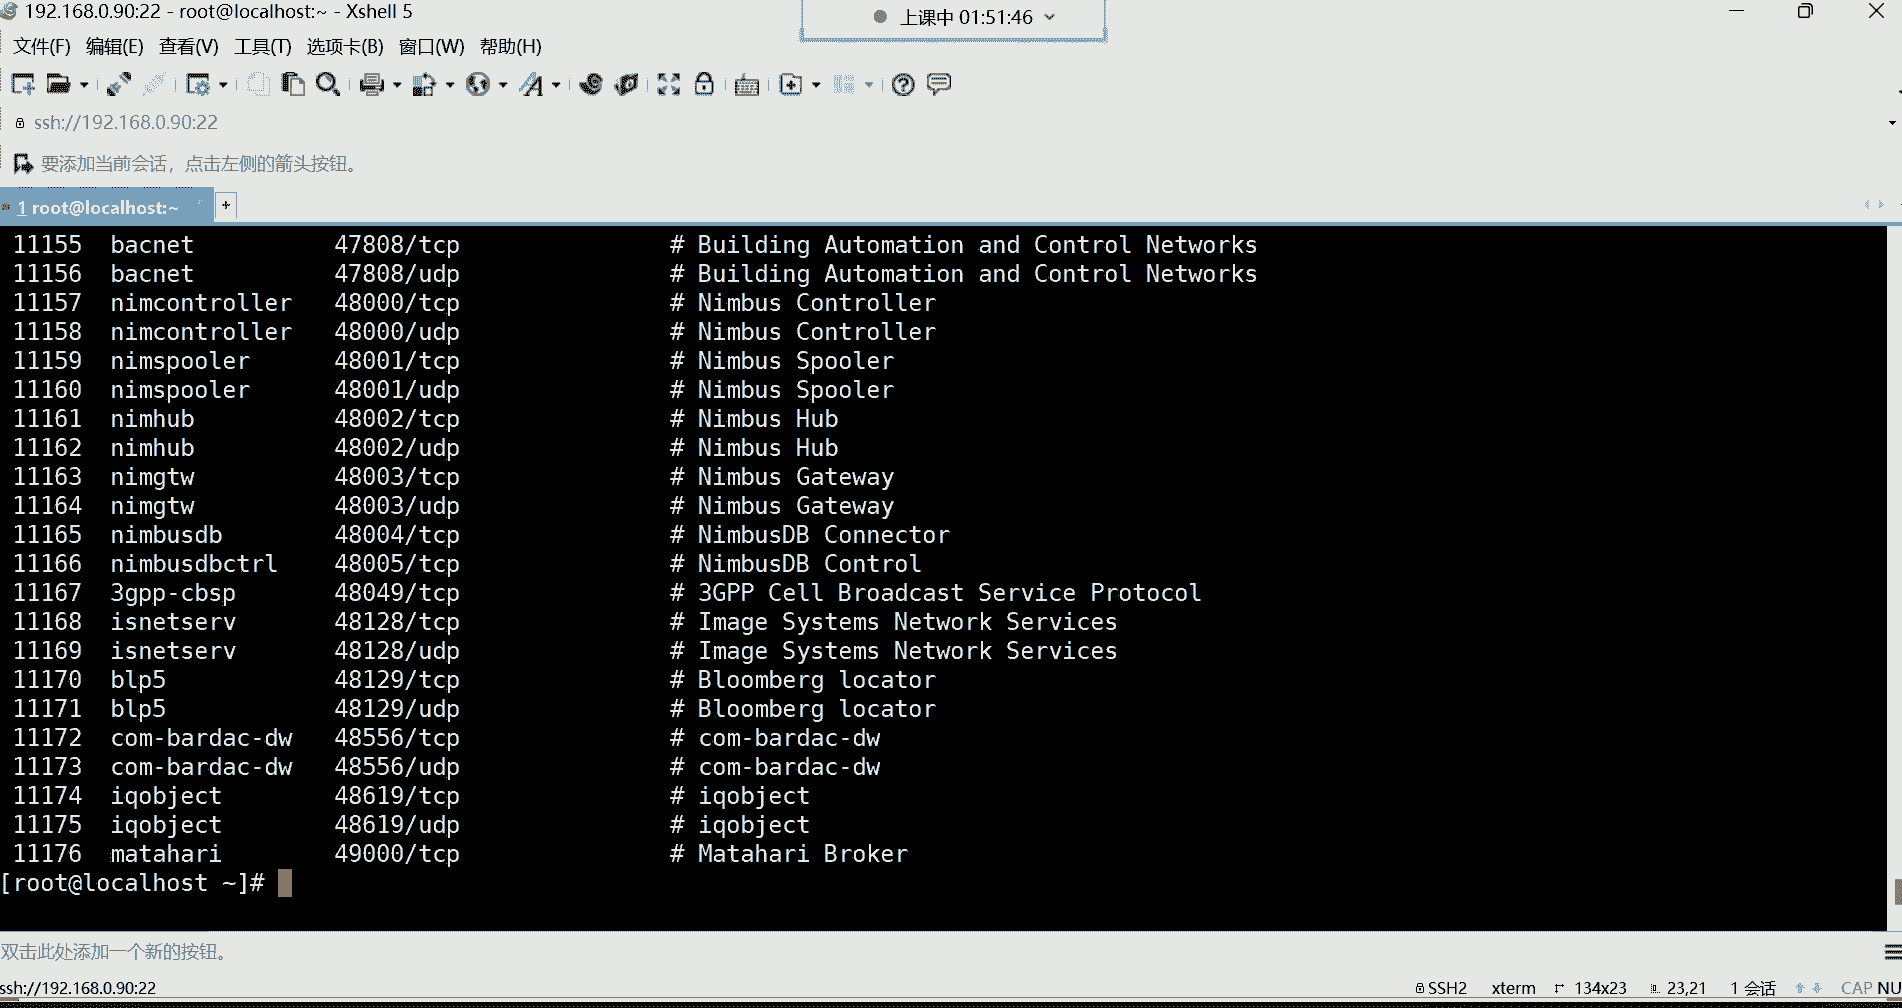 192.168.0.90:22 - root@localhost:~ - Xshell 5
上课中 01:51:46
文件(F) 编辑(E) 查看(V) 工具(T) 选项卡(B) 窗口(W) 帮助(H)
ssh://192.168.0.90:22
要添加当前会话，点击左侧的箭头按钮。
1 root@localhost:~ +
11155 bacnet 47808/tcp # Building Automation and Control Networks
11156 bacnet 47808/udp # Building Automation and Control Networks
11157 nimcontroller 48000/tcp # Nimbus Controller
11158 nimcontroller 48000/udp # Nimbus Controller
11159 nimspooler 48001/tcp # Nimbus Spooler
11160 nimspooler 48001/udp # Nimbus Spooler
11161 nimhub 48002/tcp # Nimbus Hub
11162 nimhub 48002/udp # Nimbus Hub
11163 nimgtw 48003/tcp # Nimbus Gateway
11164 nimgtw 48003/udp # Nimbus Gateway
11165 nimbusdb 48004/tcp # NimbusDB Connector
11166 nimbusdbctrl 48005/tcp # NimbusDB Control
11167 3gpp-cbsp 48049/tcp # 3GPP Cell Broadcast Service Protocol
11168 isnetserv 48128/tcp # Image Systems Network Services
11169 isnetserv 48128/udp # Image Systems Network Services
11170 blp5 48129/tcp # Bloomberg locator
11171 blp5 48129/udp # Bloomberg locator
11172 com-bardac-dw 48556/tcp # com-bardac-dw
11173 com-bardac-dw 48556/udp # com-bardac-dw
11174 iqobject 48619/tcp # iqobject
11175 iqobject 48619/udp # iqobject
11176 matahari 49000/tcp # Matahari Broker
[root@localhost ~]#
双击此处添加一个新的按钮。
ssh://192.168.0.90:22 SSH2 xterm 134x23 23,21 1 会话 CAP NU